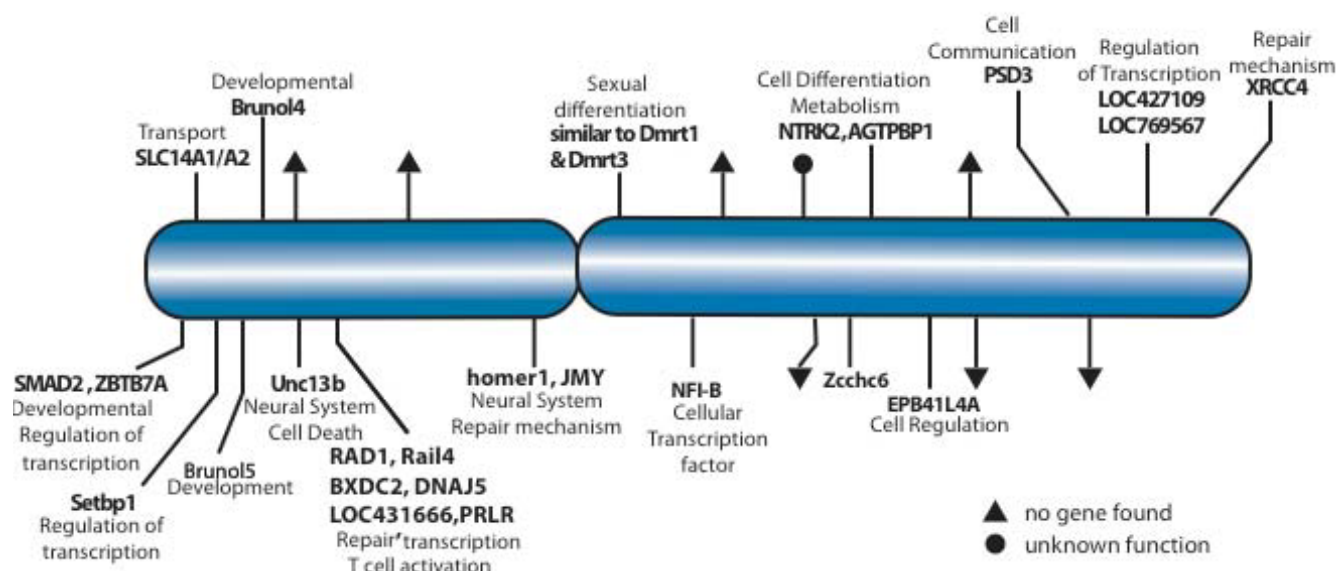 Transport
SLC14A1/A2
Developmental
Brunol4
Sexual
differentiation
similar to Dmrt1
& Dmrt3
Cell Differentiation
Metabolism
NTRK2,AGTPBP1
Cell
Communication
PSD3
Regulation
of Transcription
LOC427109
LOC769567
Repair
mechanism
XRCC4
SMAD2 , ZBTB7A
Developmental
Regulation of
transcription
Setbp1
Regulation of
transcription
Brunol5
Development
Unc13b
Neural System
Cell Death
RAD1, Rail4
BXDC2, DNAJ5
LOC431666,PRLR
Repair'transcription
T cell activation
homer1, JMY
Neural System
Repair mechanism
NFI-B
Cellular
Transcription
factor
Zcchc6
EPB41L4A
Cell Regulation
no gene found
unknown function